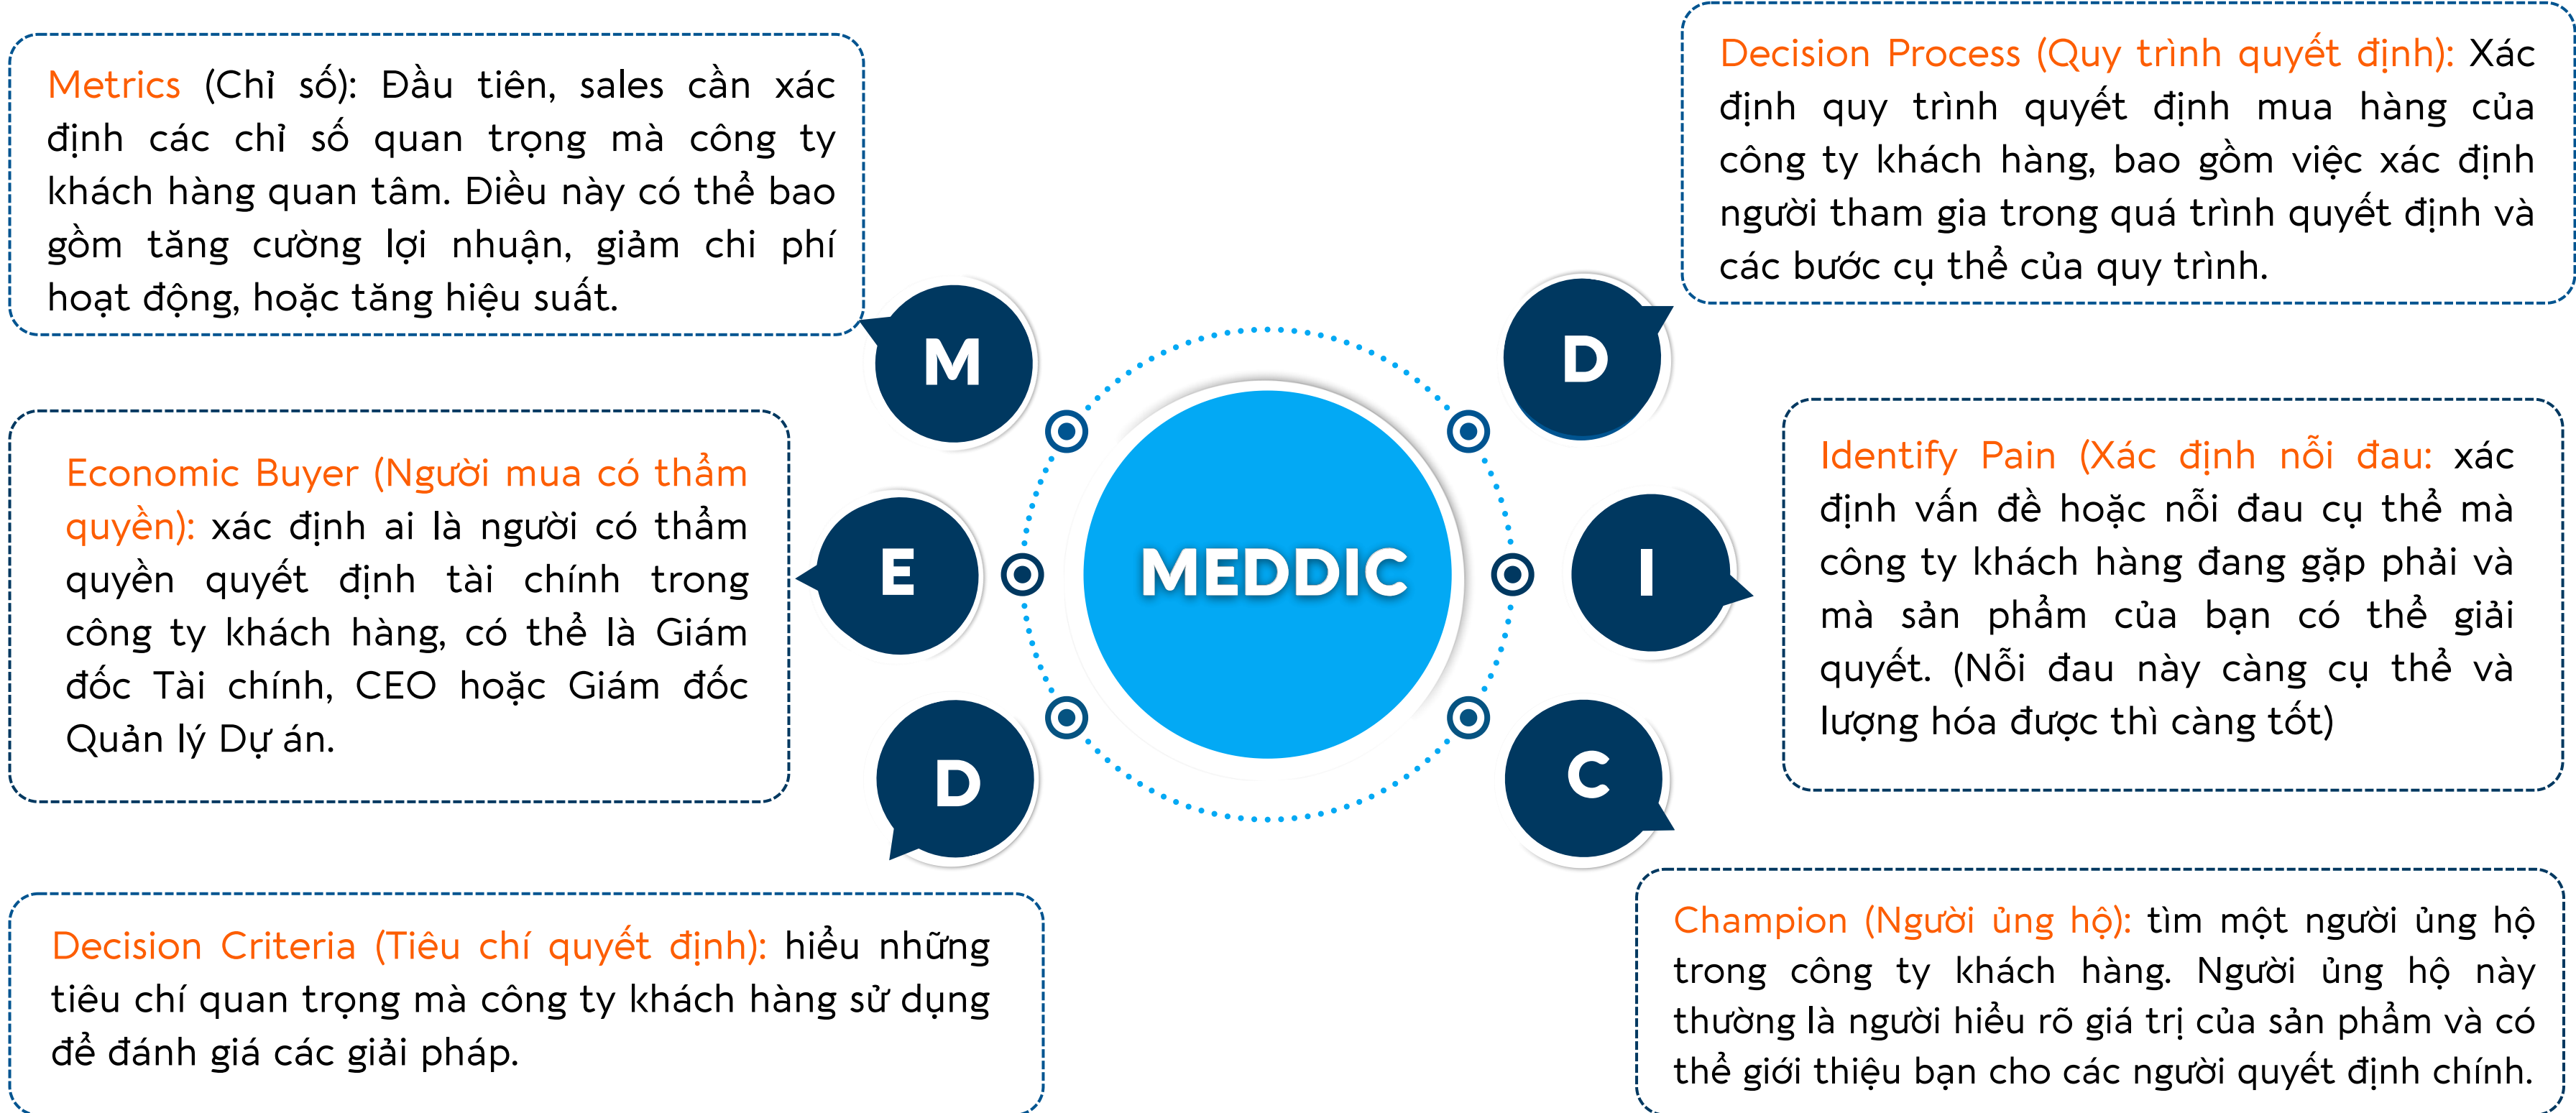 Metrics (Chỉ số): Đầu tiên, sales cần xác
định các chỉ số quan trọng mà công ty
khách hàng quan tâm. Điều này có thể bao
gồm tăng cường lợi nhuận, giảm chi phí
hoạt động, hoặc tăng hiệu suất.
Economic Buyer (Người mua có thẩm
quyền): xác định ai là người có thẩm
quyền quyết định tài chính trong
công ty khách hàng, có thể là Giám
đốc Tài chính, CEO hoặc Giám đốc
Quản lý Dự án.
Decision Criteria (Tiêu chí quyết định): hiểu những
tiêu chí quan trọng mà công ty khách hàng sử dụng
để đánh giá các giải pháp.
M
E
D
MEDDIC
D
I
C
Decision Process (Quy trình quyết định): Xác
định quy trình quyết định mua hàng của
công ty khách hàng, bao gồm việc xác định
người tham gia trong quá trình quyết định và
các bước cụ thể của quy trình.
Identify Pain (Xác định nỗi đau: xác
định vấn đề hoặc nỗi đau cụ thể mà
công ty khách hàng đang gặp phải và
mà sản phẩm của bạn có thể giải
quyết. (Nỗi đau này càng cụ thể và
lượng hóa được thì càng tốt)
Champion (Người ủng hộ): tìm một người ủng hộ
trong công ty khách hàng. Người ủng hộ này
thường là người hiểu rõ giá trị của sản phẩm và có
thể giới thiệu bạn cho các người quyết định chính.